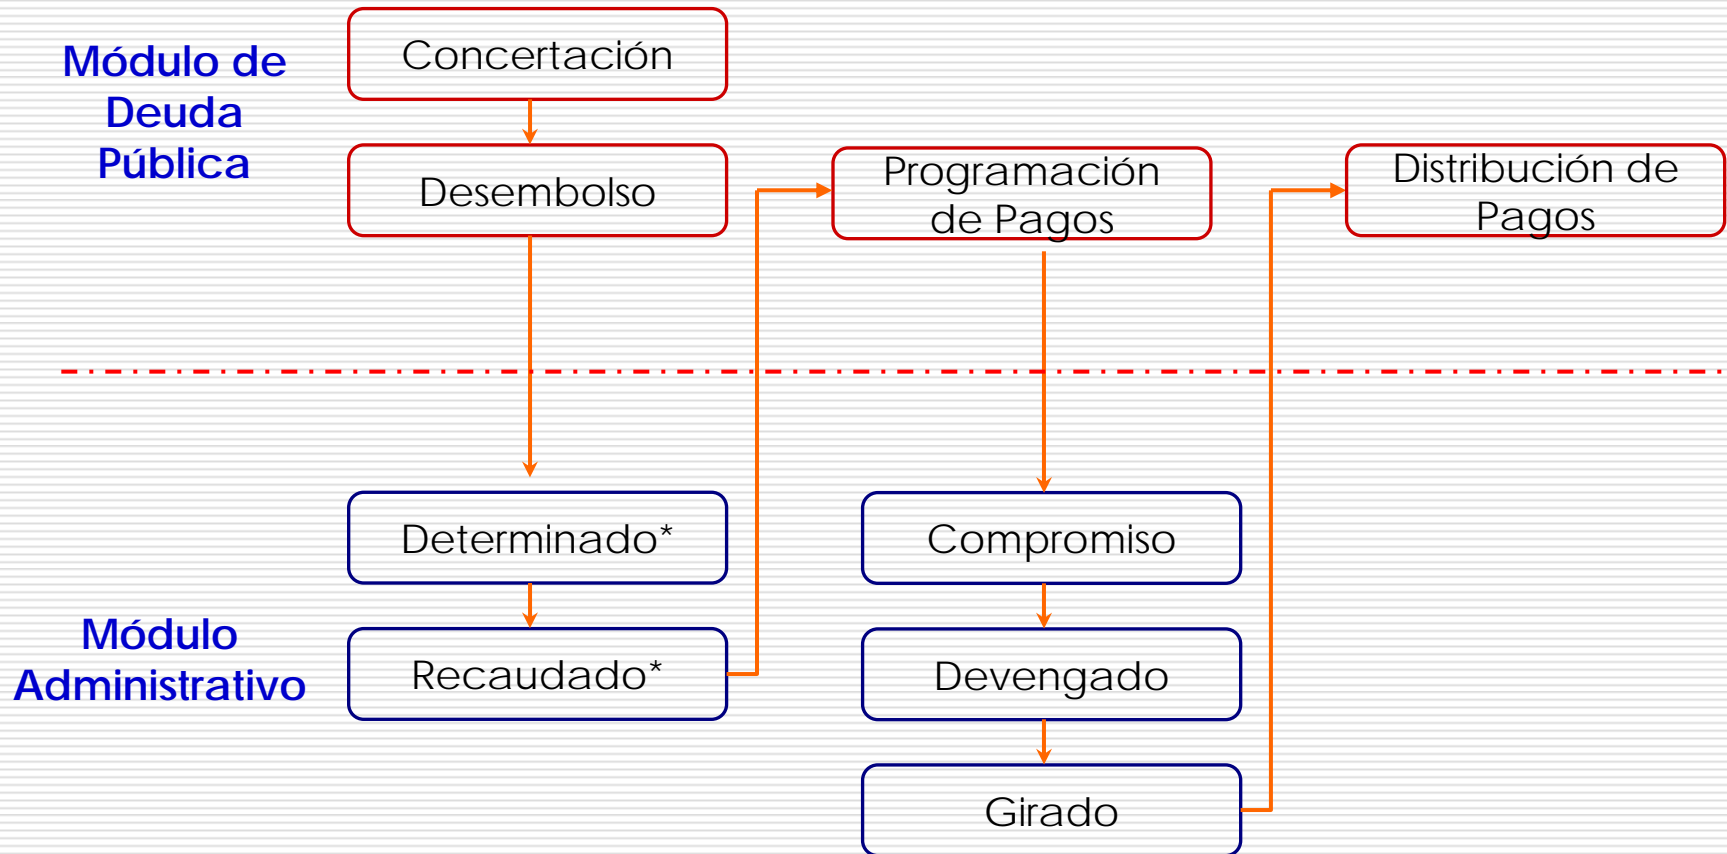 Módulo de
Deuda
Pública
Concertación
Desembolso
Programación
de Pagos
Distribución de
Pagos
Módulo
Administrativo
Determinado*
Recaudado*
Compromiso
Devengado
Girado